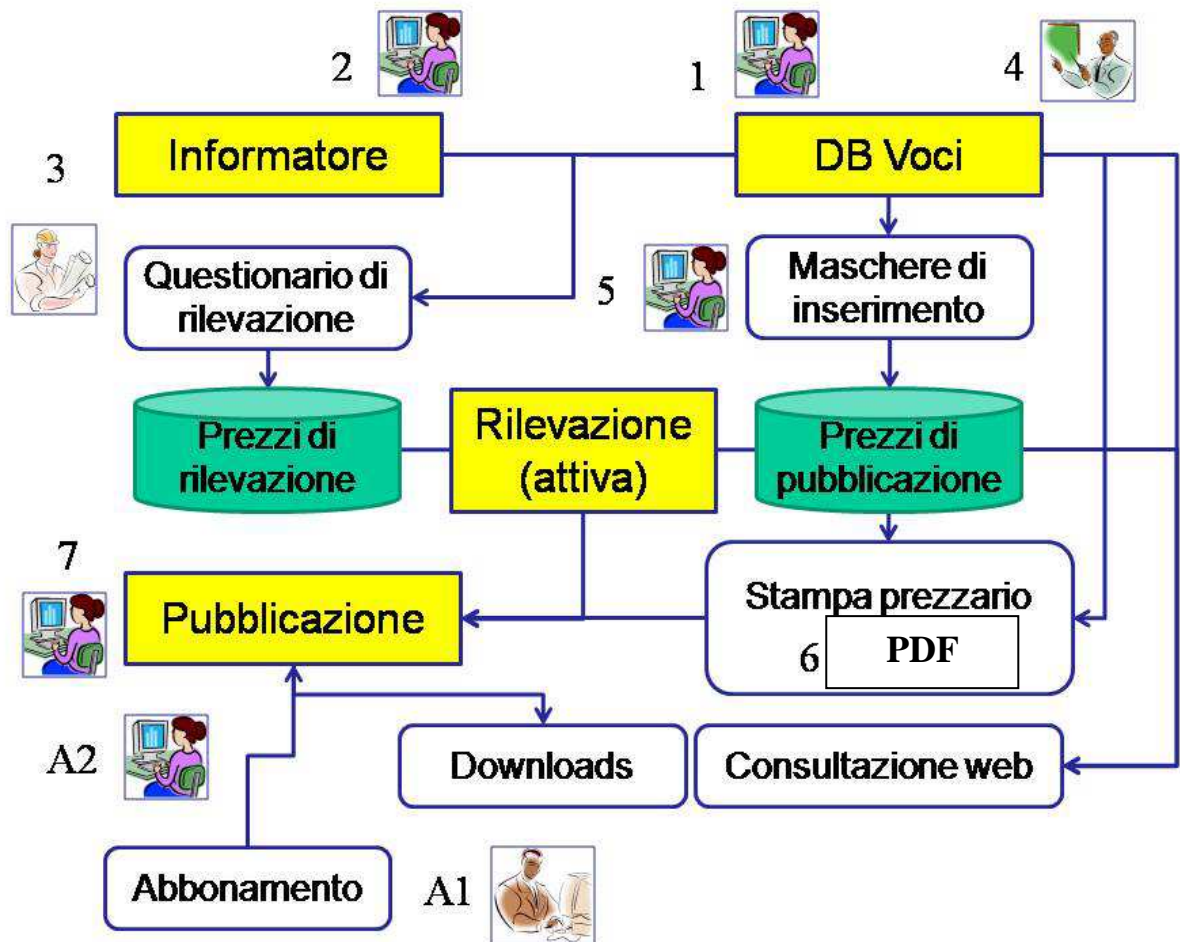 2
1
4
Informatore
DB Voci
3
Questionario di
rilevazione
5
Maschere di
inserimento
Prezzi di
rilevazione
Rilevazione
(attiva)
Prezzi di
pubblicazione
7
Pubblicazione
Stampa prezzario
6
PDF
A2
Downloads
Consultazione web
Abbonamento
A1